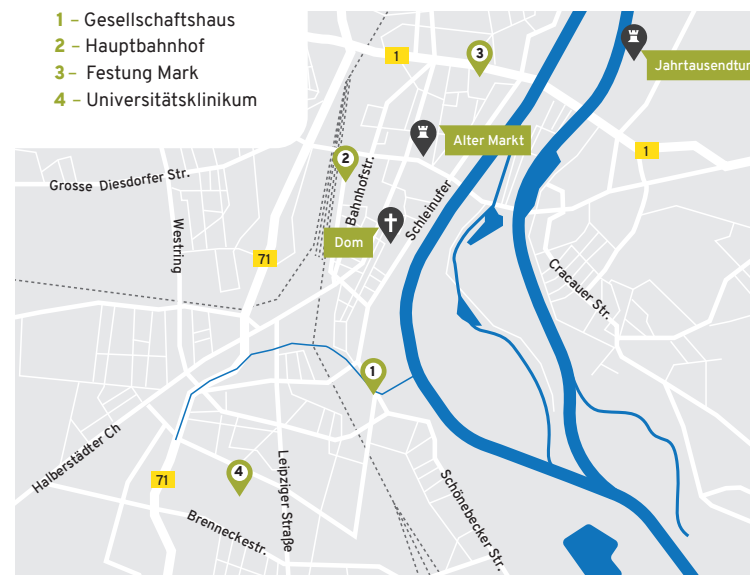 1 – Gesellschaftshaus
2 – Hauptbahnhof
3 – Festung Mark
4 – Universitätsklinikum
1
3
Jahrtausendtur
Alter Markt
1
2
Grosse Diesdorfer Str.
Bahnhofstr.
Schleinufer
Westring
Dom
71
Cracauer Str.
1
Halberstädter Ch
71
4
Leipziger Straße
Schönebecker Str.
Brenneckestr.